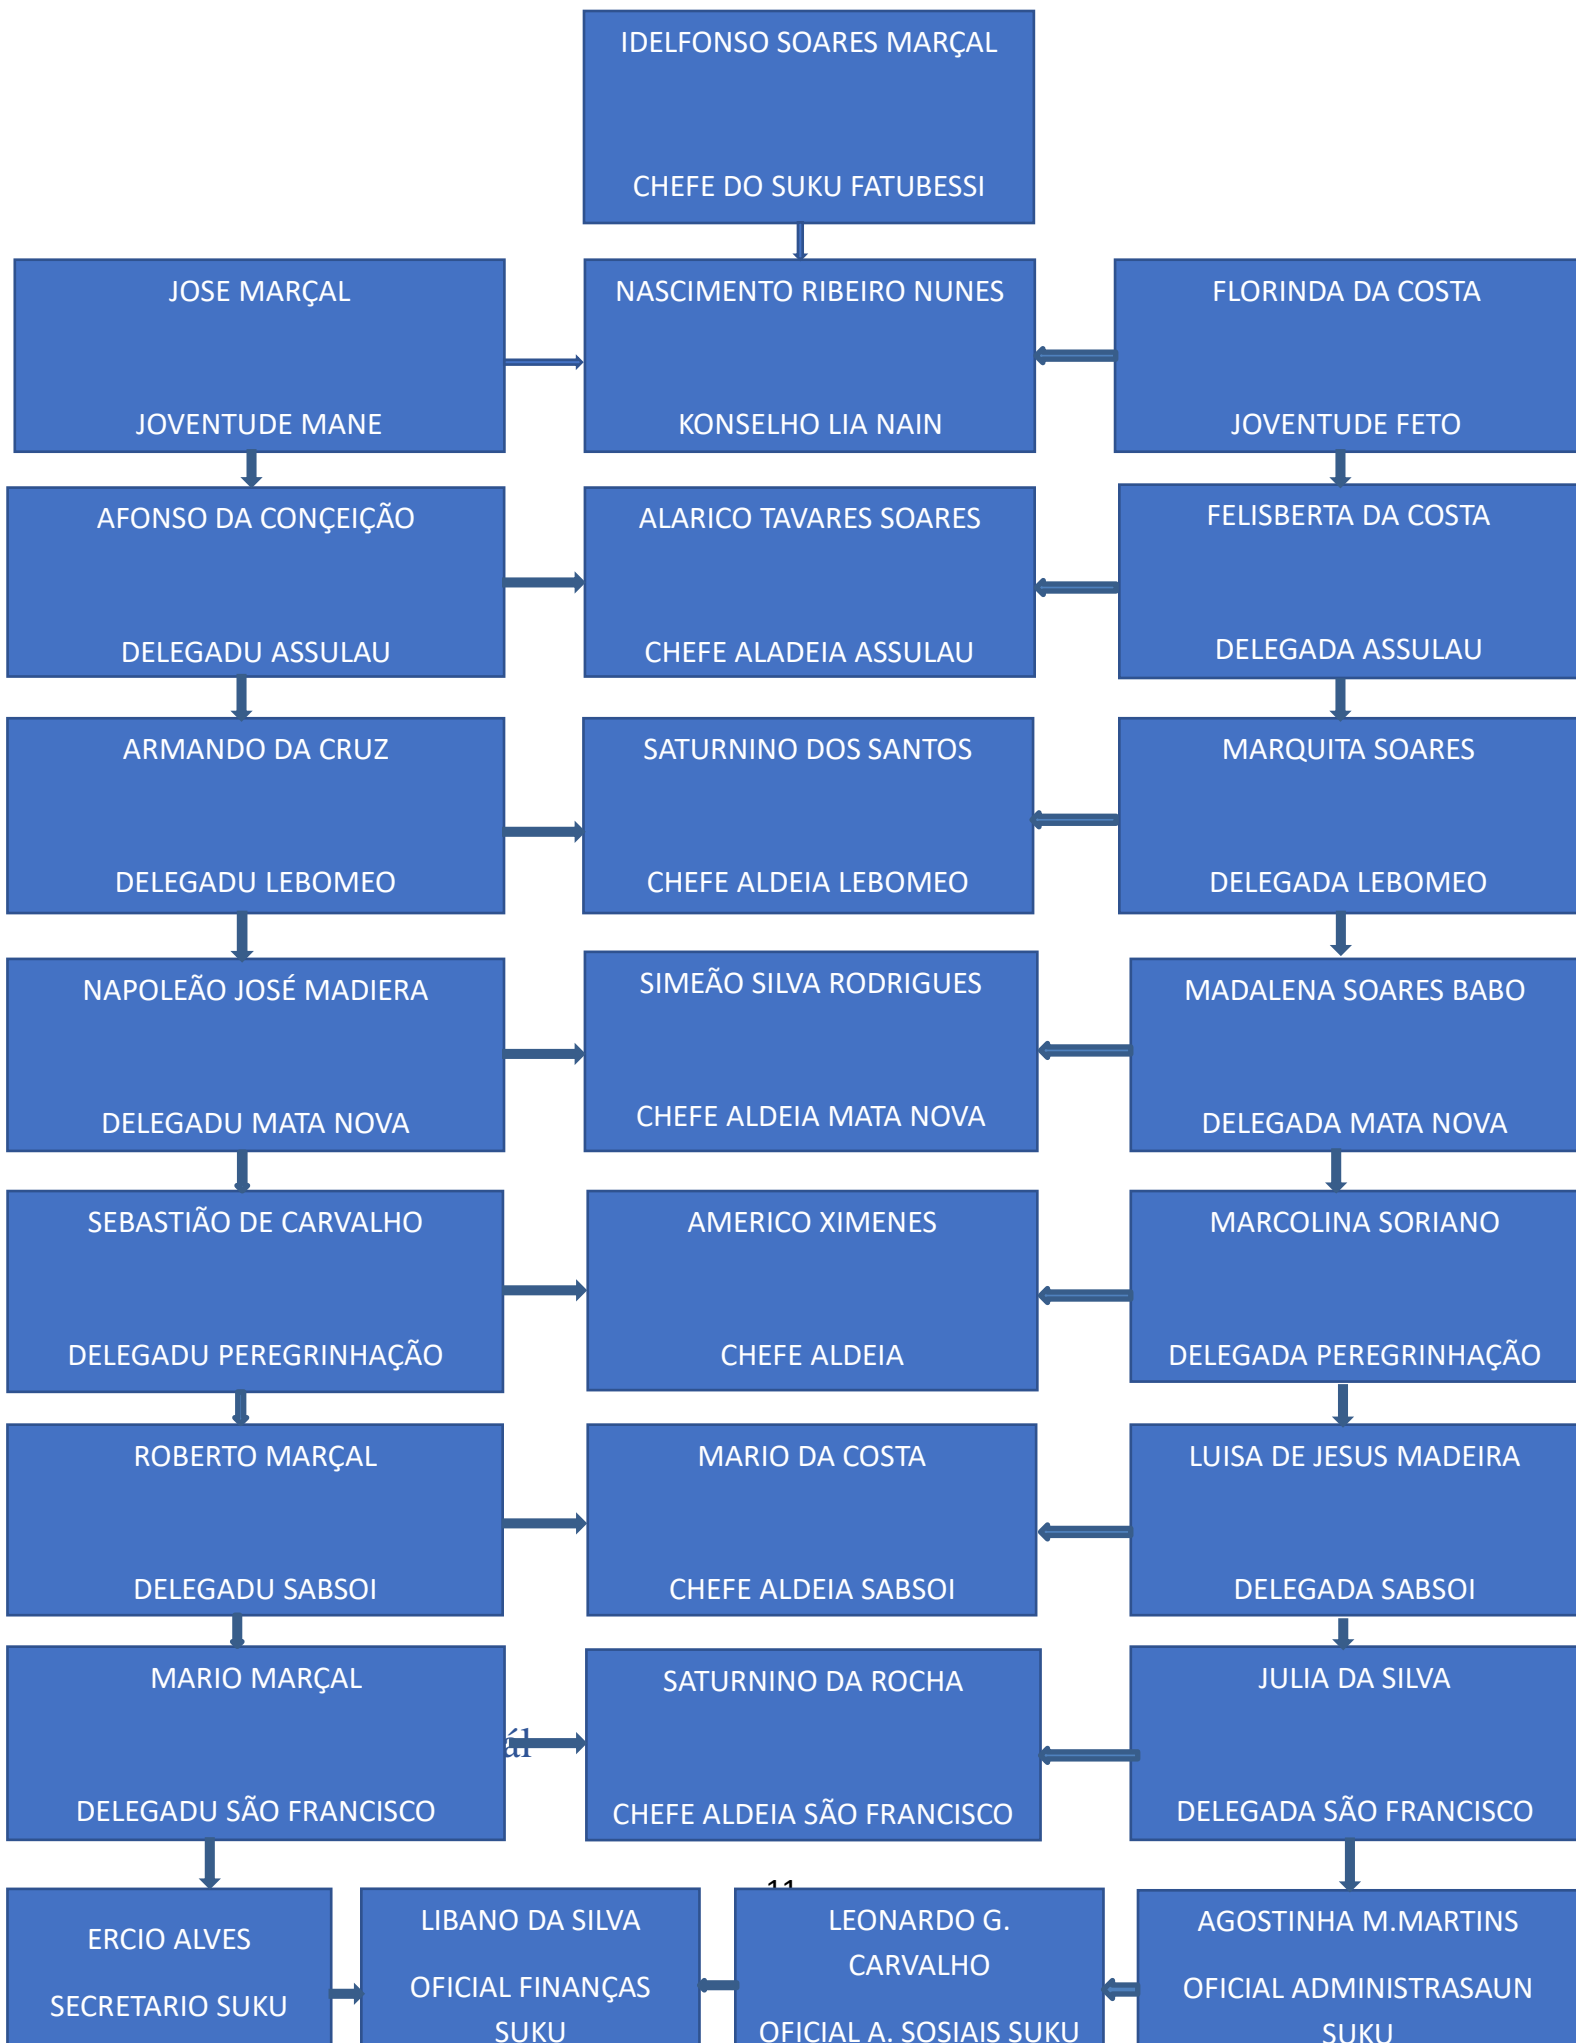 IDELFONSO SOARES MARÇAL
CHEFE DO SUKU FATUBESSI
JOSE MARÇAL
JOVENTUDE MANE
NASCIMENTO RIBEIRO NUNES
KONSELHO LIA NAIN
FLORINDA DA COSTA
JOVENTUDE FETO
AFONSO DA CONÇEIÇÃO
DELEGADU ASSULAU
ALARICO TAVARES SOARES
CHEFE ALADEIA ASSULAU
FELISBERTA DA COSTA
DELEGADA ASSULAU
ARMANDO DA CRUZ
DELEGADU LEBOMEO
SATURNINO DOS SANTOS
CHEFE ALDEIA LEBOMEO
MARQUITA SOARES
DELEGADA LEBOMEO
NAPOLEÃO JOSÉ MADIERA
DELEGADU MATA NOVA
SIMEÃO SILVA RODRIGUES
CHEFE ALDEIA MATA NOVA
MADALENA SOARES BABO
DELEGADA MATA NOVA
SEBASTIÃO DE CARVALHO
DELEGADU PEREGRINHAÇÃO
AMERICO XIMENES
CHEFE ALDEIA
MARCOLINA SORIANO
DELEGADA PEREGRINHAÇÃO
ROBERTO MARÇAL
DELEGADU SABSOI
MARIO DA COSTA
CHEFE ALDEIA SABSOI
LUISA DE JESUS MADEIRA
DELEGADA SABSOI
MARIO MARÇAL
DELEGADU SÃO FRANCISCO
SATURNINO DA ROCHA
CHEFE ALDEIA SÃO FRANCISCO
JULIA DA SILVA
DELEGADA SÃO FRANCISCO
ERCIO ALVES
SECRETARIO SUKU
LIBANO DA SILVA
OFICIAL FINANÇAS
SUKU
LEONARDO G.
CARVALHO
OFICIAL A. SOSIAIS SUKU
AGOSTINHA M.MARTINS
OFICIAL ADMINISTRASAUN
SUKU